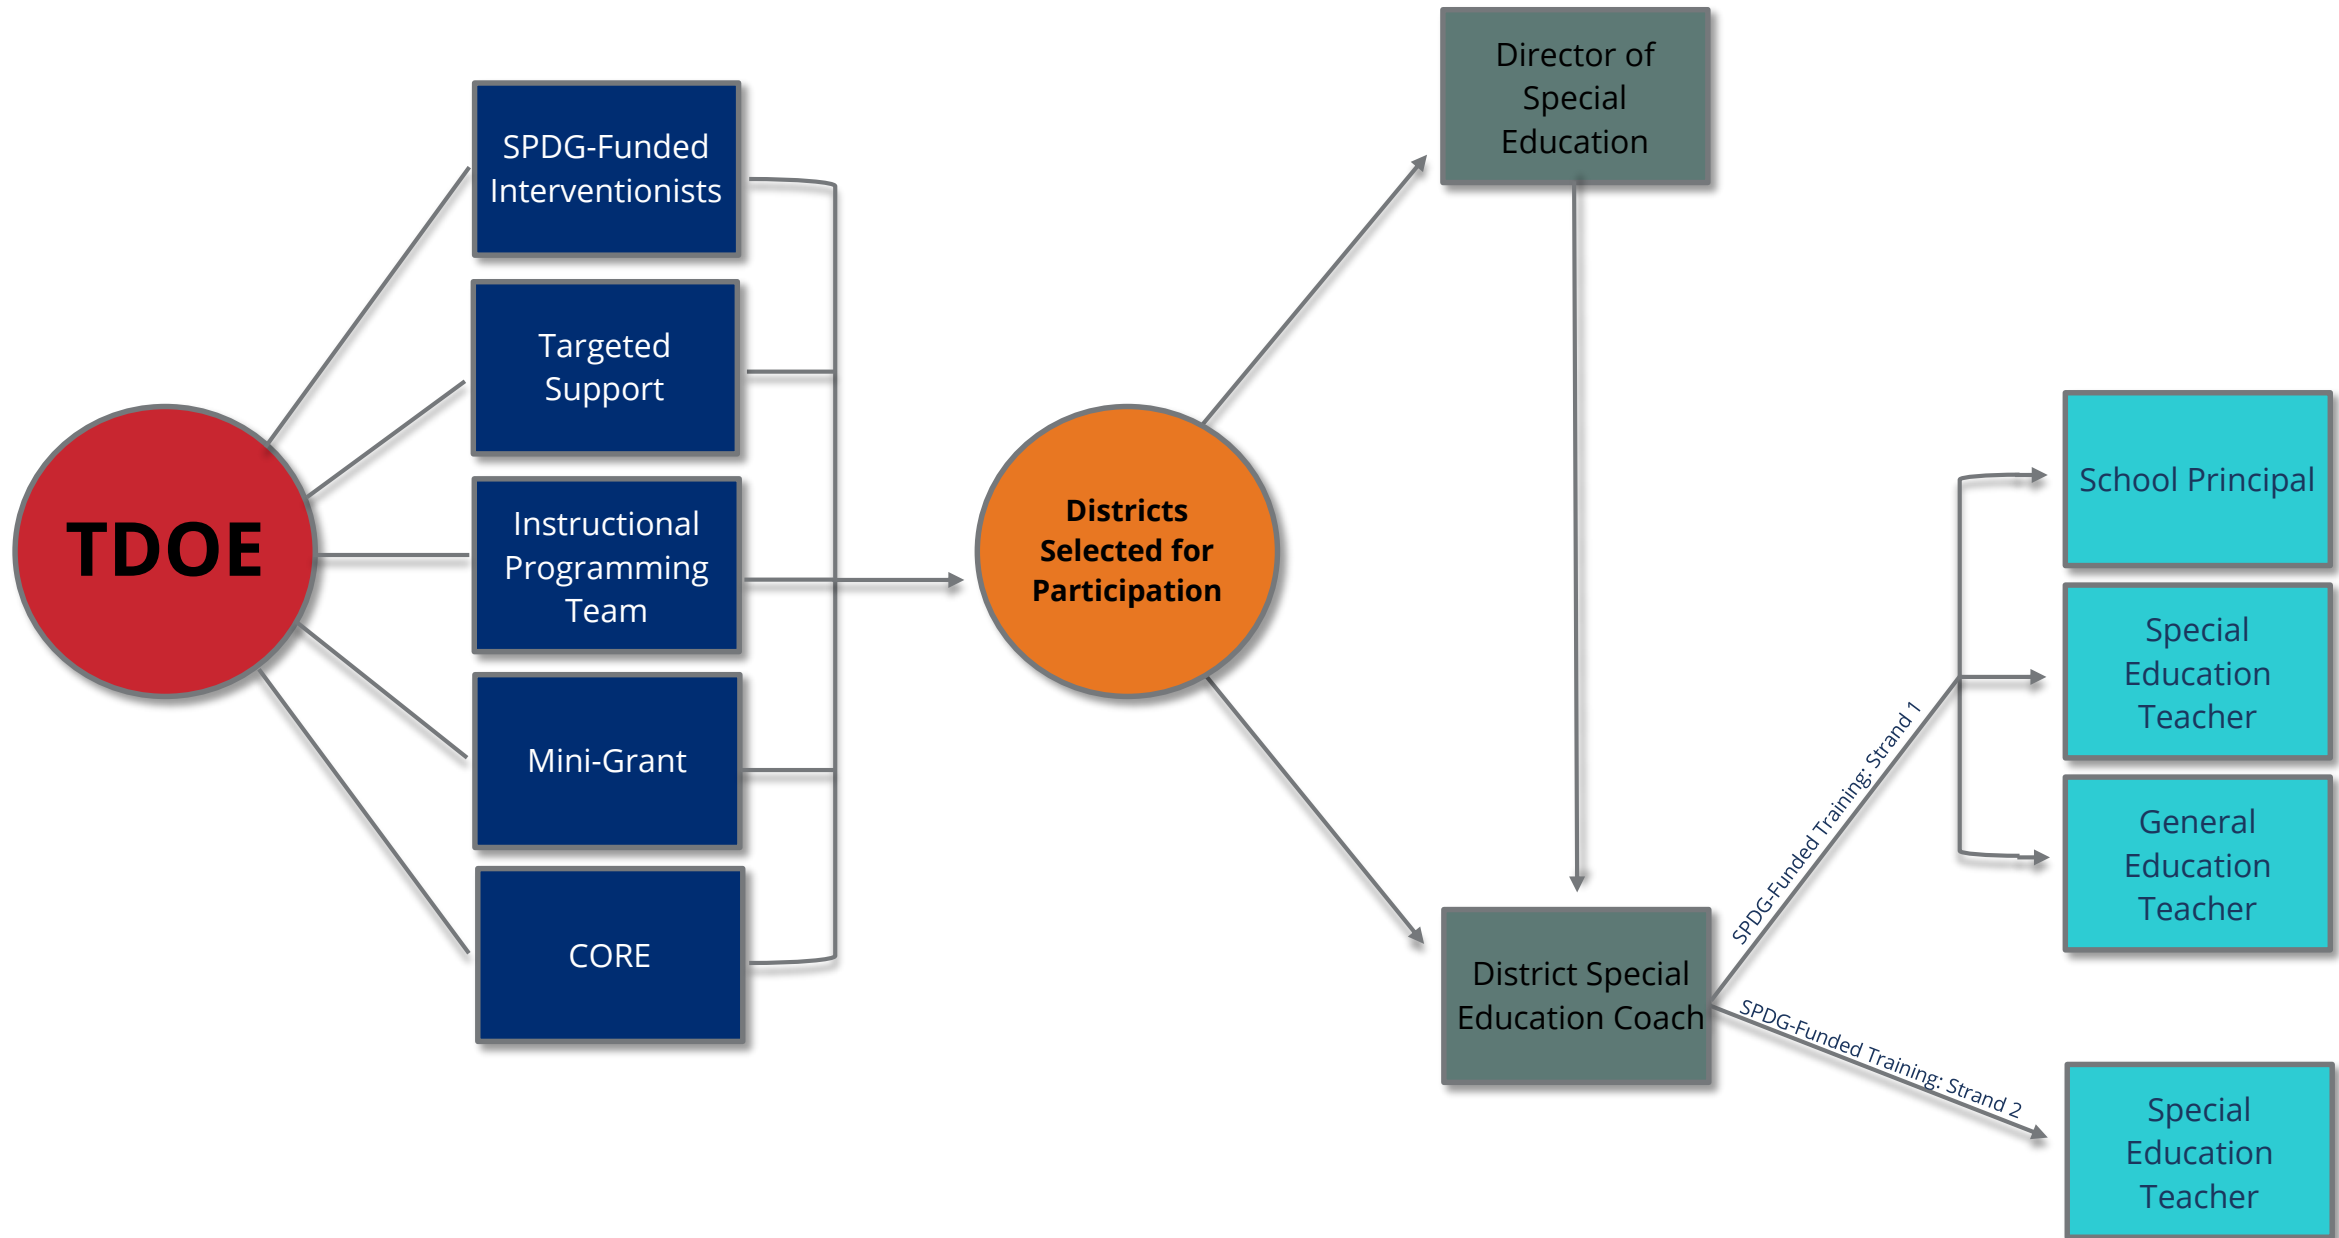 TDOE
SPDG-Funded
Interventionists
Targeted
Support
Instructional
Programming
Team
Mini-Grant
CORE
Districts
Selected for
Participation
Director of
Special
Education
District Special
Education Coach
SPDG-Funded Training: Strand 1
SPDG-Funded Training: Strand 2
School Principal
Special
Education
Teacher
General
Education
Teacher
Special
Education
Teacher